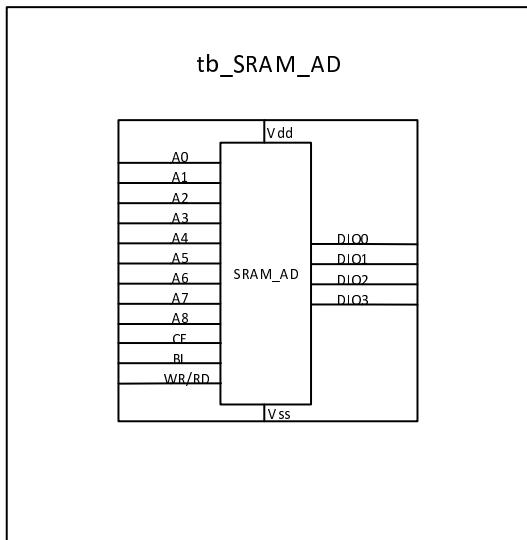 tb_SRAM_AD
Vdd
A0
A1
A2
A3
A4
A5
A6
A7
A8
CE
BL
WR/RD
SRAM_AD
DIO0
DIO1
DIO2
DIO3
Vss